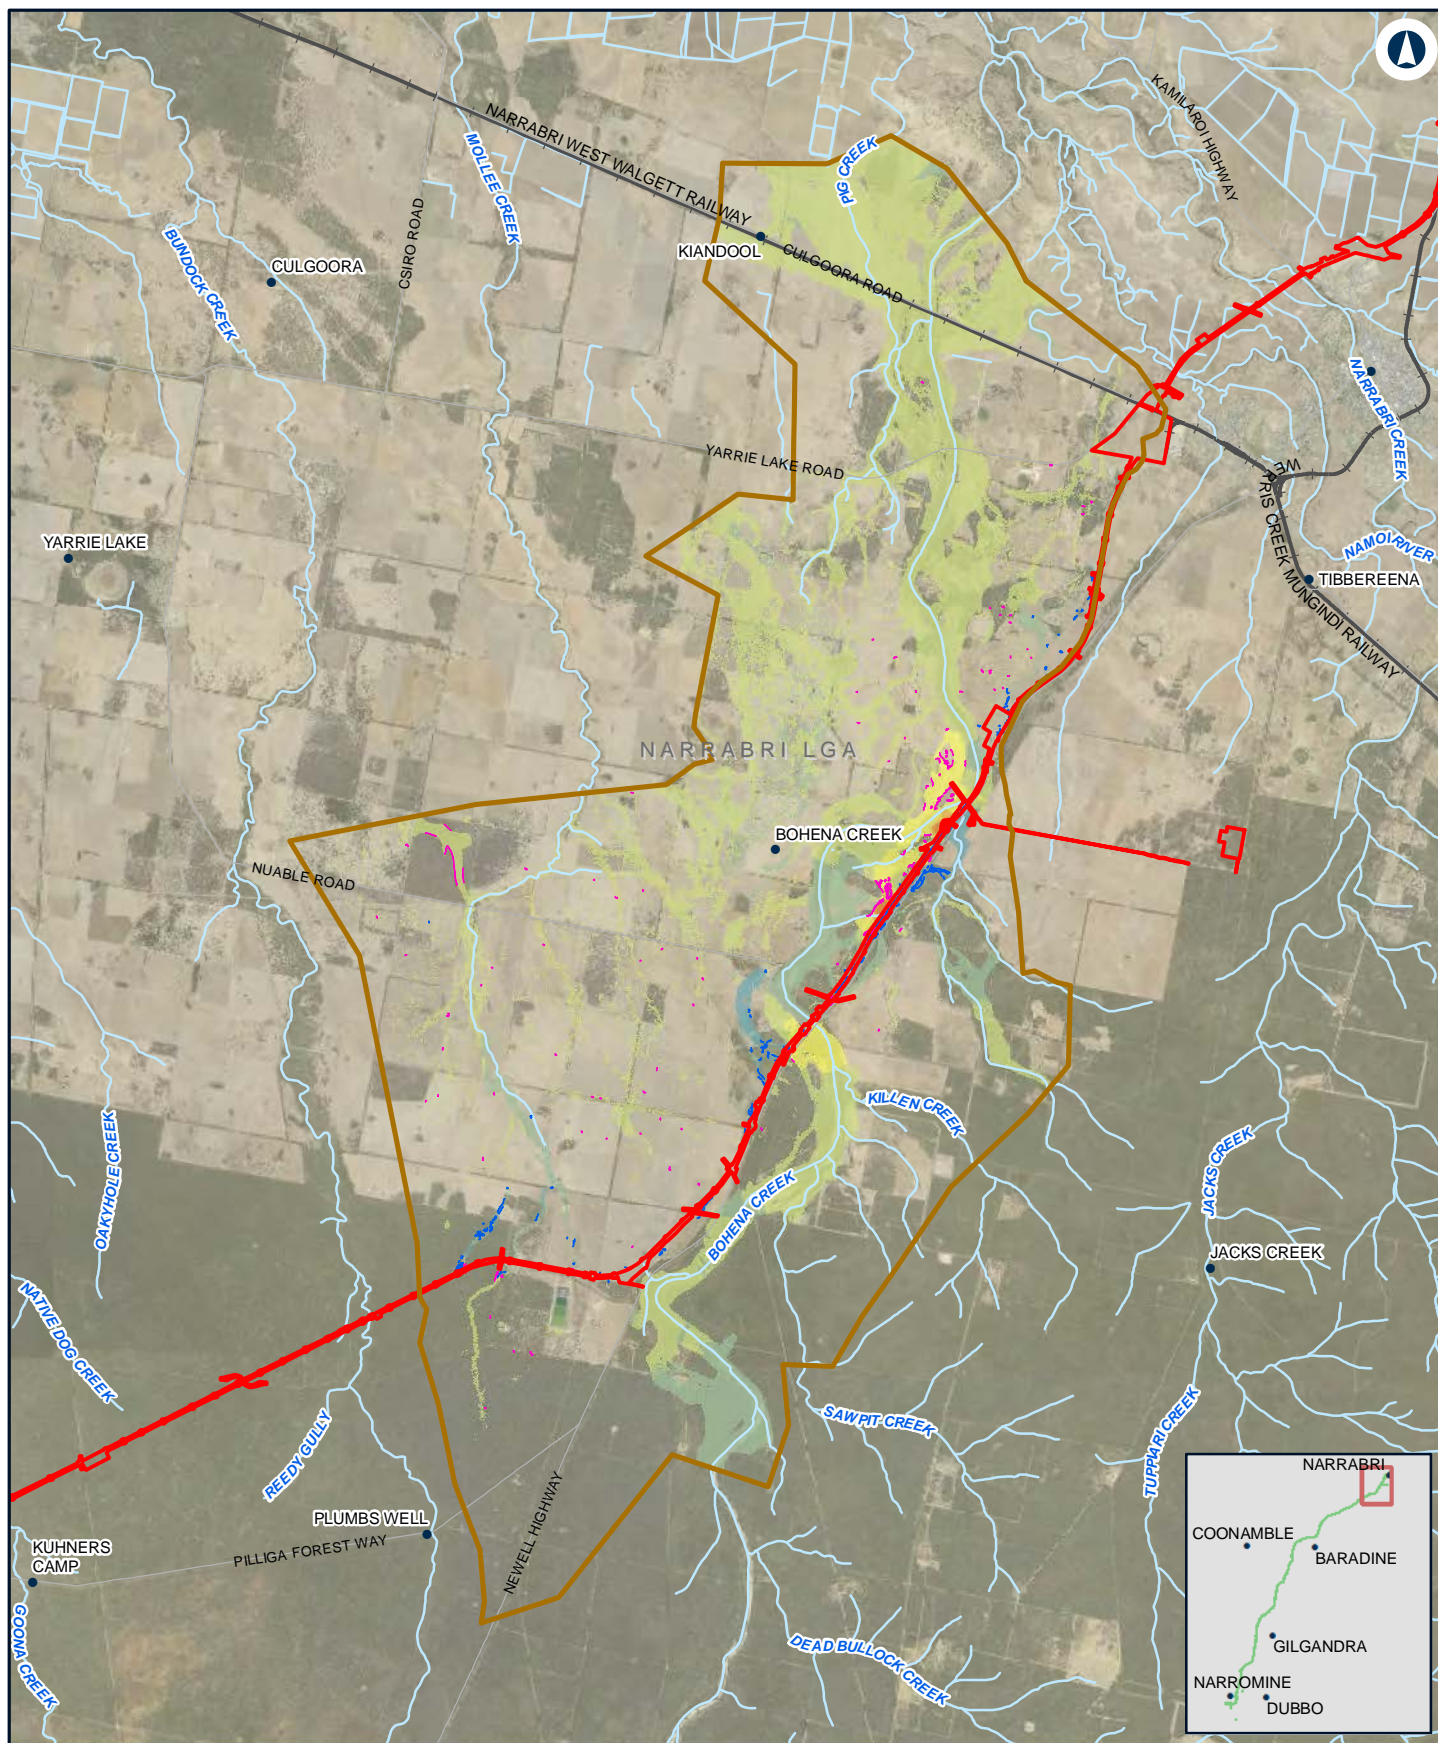 KAMILAROI HIGHWAY
NARRABRI WEST WALGETT RAILWAY
MOLLEE CREEK
PIG CREEK
CSIRO ROAD
BUNDOCK CREEK
CULGOORA
KIANDOOL
CULGOORA ROAD
NARRABRI CREEK
YARRIE LAKE ROAD
WERRIS CREEK MUNGINDI RAILWAY
YARRIE LAKE
NAMOI RIVER
TIBBEREENA
NARRABRI LGA
BOHENA CREEK
NUABLE ROAD
KILLEN CREEK
OAKYHOLE CREEK
JACKS CREEK
BOHENA CREEK
JACKS CREEK
NATIVE DOG CREEK
SAWPIT CREEK
REEDY GULLY
TUPPIARI CREEK
NEWELL HIGHWAY
PLUMBS WELL
PILLIGA FOREST WAY
KUHNERS
CAMP
GOONA CREEK
DEAD BULLOCK CREEK
NARRABRI
COONAMBLE
BARADINE
GILGANDRA
NARROMINE
DUBBO